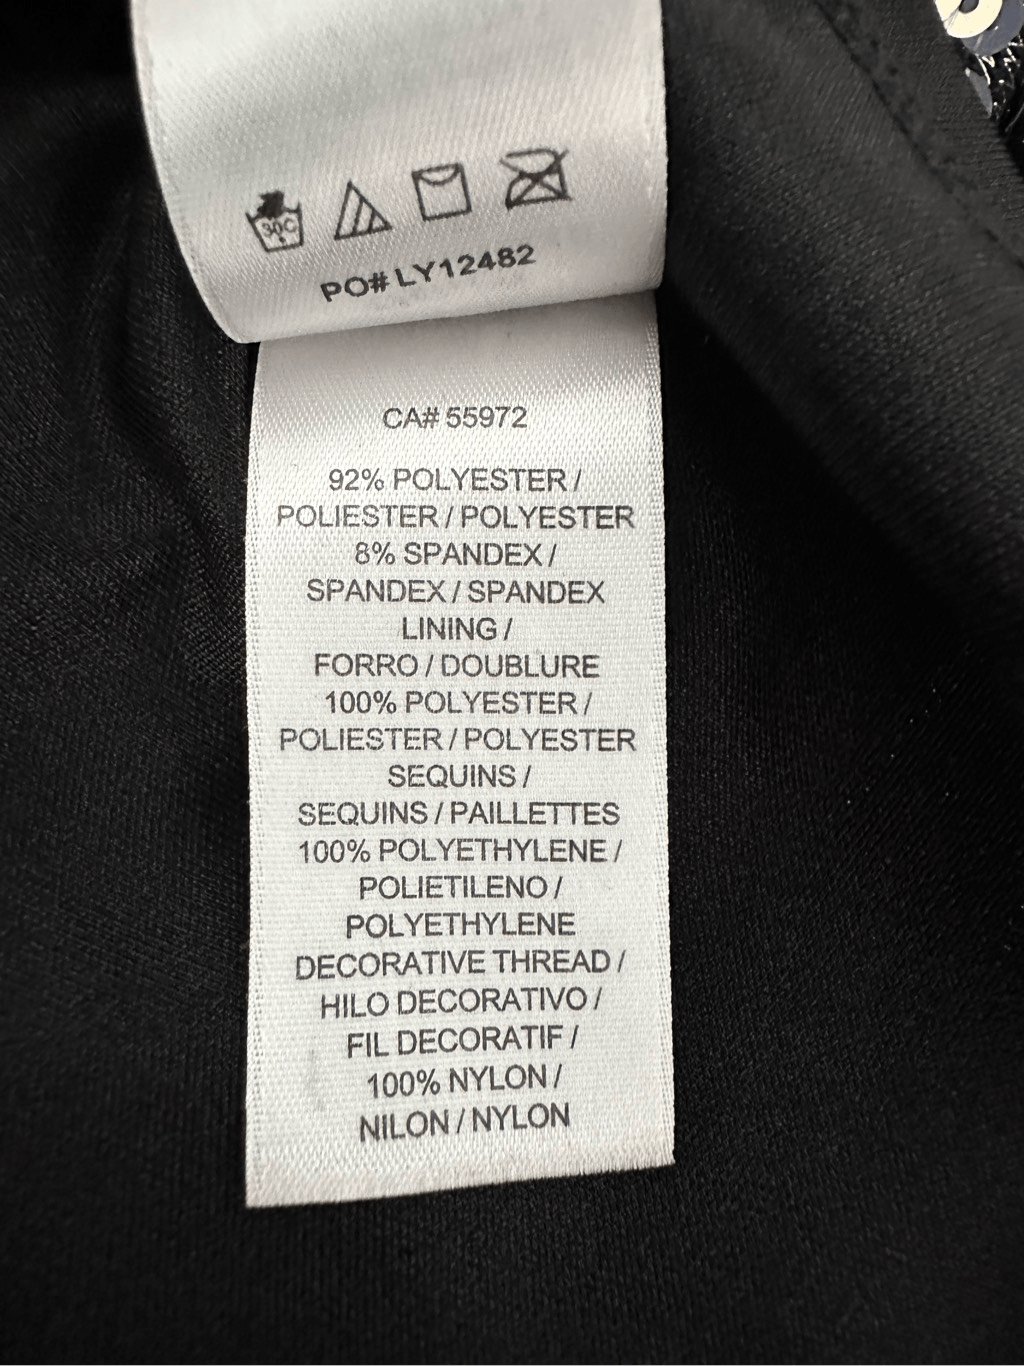 30C
PO# LY12482
CA# 55972
92% POLYESTER /
POLIESTER / POLYESTER
8% SPANDEX /
SPANDEX / SPANDEX
LINING /
FORRO / DOUBLURE
100% POLYESTER /
POLIESTER / POLYESTER
SEQUINS /
SEQUINS / PAILLETTES
100% POLYETHYLENE /
POLIETILENO /
POLYETHYLENE
DECORATIVE THREAD /
HILO DECORATIVO /
FIL DECORATIF /
100% NYLON /
NILON / NYLON